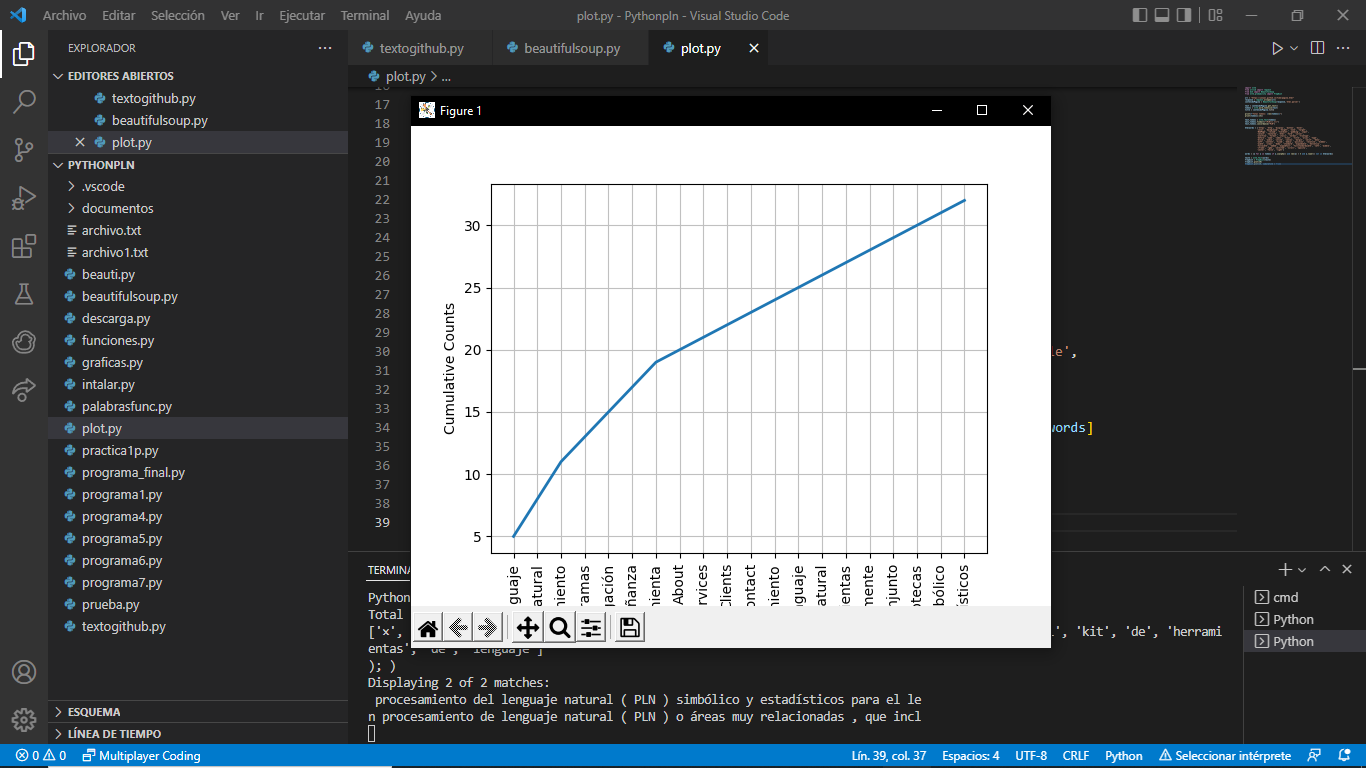 Archivo Editar Selección Ver Ir Ejecutar Terminal Ayuda
plot.py - Pythonpln - Visual Studio Code
EXPLORADOR
EDITORES ABIERTOS
textogithub.py
beautifulsoup.py
plot.py
PYTHONPLN
.vscode
documentos
archivo.txt
archivo1.txt
beauti.py
beautifulsoup.py
descarga.py
funciones.py
graficas.py
intalar.py
palabrasfunc.py
plot.py
practica1p.py
programa_final.py
programa1.py
programa4.py
programa5.py
programa6.py
programa7.py
prueba.py
textogithub.py
ESQUEMA
LÍNEA DE TIEMPO
textogithub.py beautifulsoup.py plot.py
plot.py > ...
17
18
19
20
21
22
23
24
25
26
27
28
29
30
31
32
33
34
35
36
37
38
39
le',
words]
Figure 1
Cumulative Counts
30
25
20
15
10
5
guaje
atural
miento
ramas
gación
ñanza
mienta
About
rvices
Clients
ontact
miento
nguaje
atural
entas
mente
njunto
otecas
bólico
ísticos
TERMINA
Python
Total
['x', ', 'kit', 'de', 'herrami
entas', 'de', 'lenguaje']
); )
Displaying 2 of 2 matches:
procesamiento del lenguaje natural ( PLN ) simbólico y estadísticos para el le
n procesamiento de lenguaje natural ( PLN ) o áreas muy relacionadas , que incl
cmd
Python
Python
0 0 Multiplayer Coding
Lín. 39, col. 37 Espacios: 4 UTF-8 CRLF Python Seleccionar intérprete